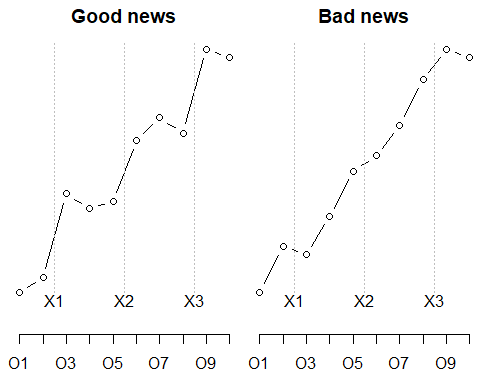 Good news
X1 X2 X3
O1 O3 O5 O7 O9
Bad news
X1 X2 X3
O1 O3 O5 O7 O9